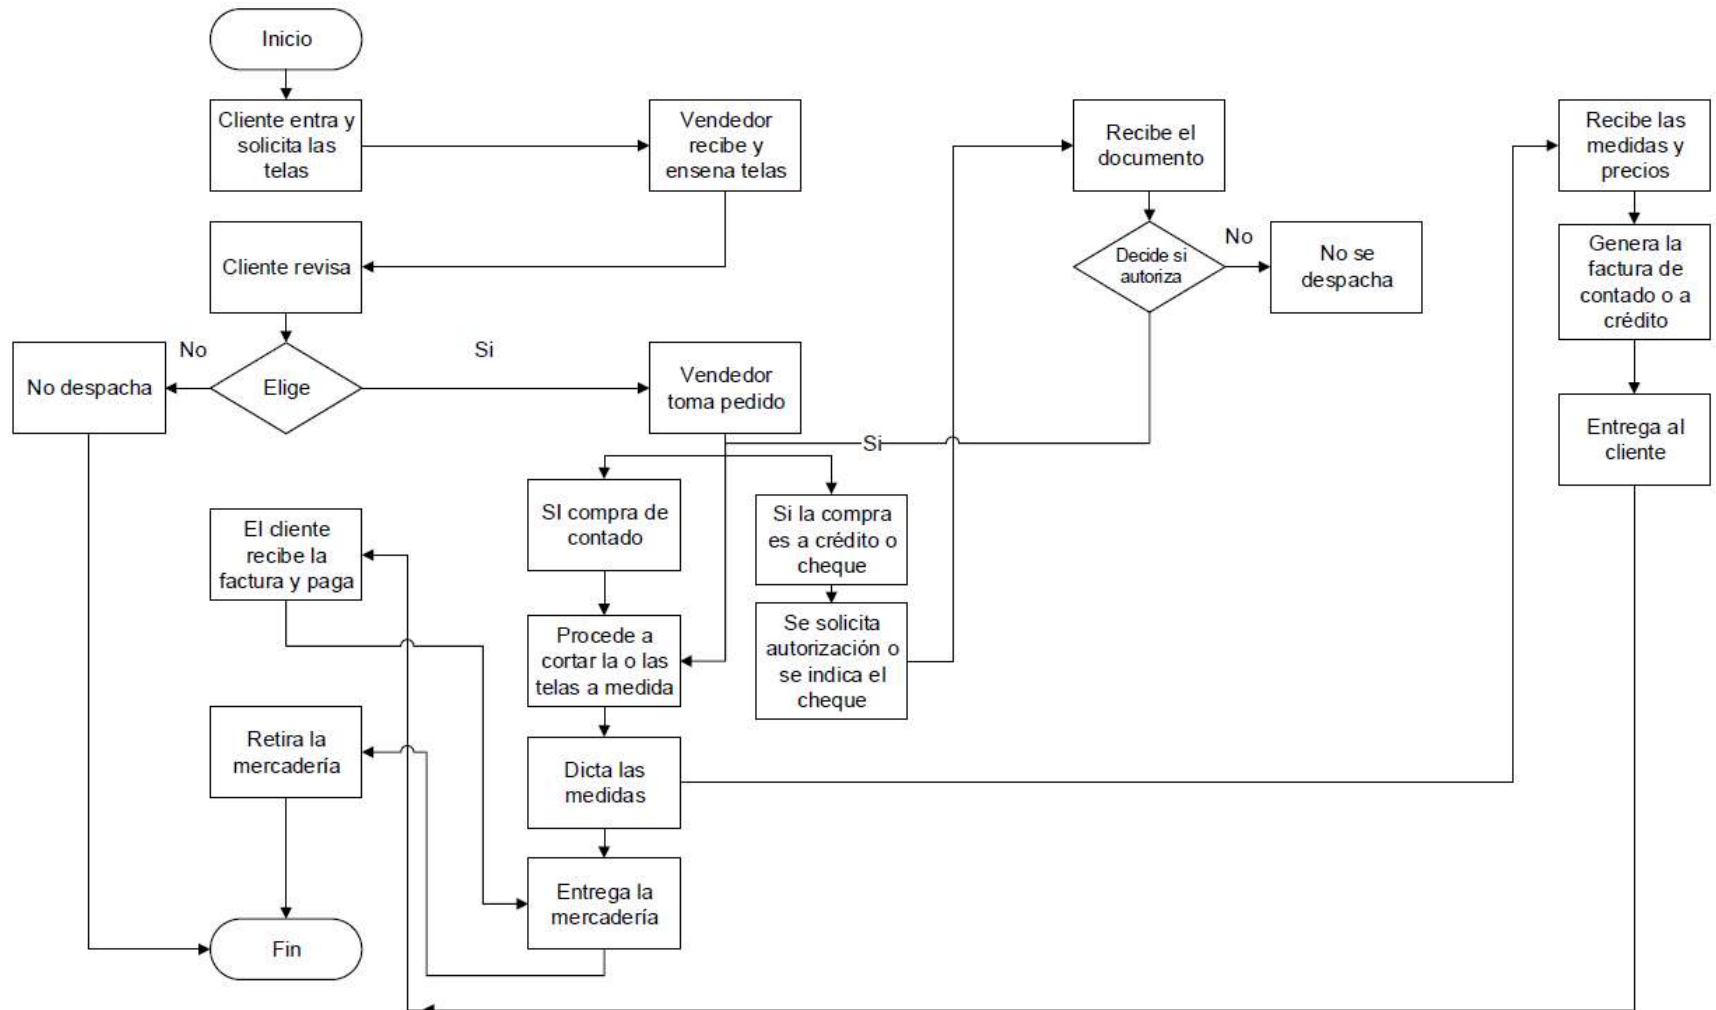 Inicio
Cliente entra y
solicita las
telas
Vendedor
recibe y
ensena telas
Recibe el
documento
Recibe las
medidas y
precios
Cliente revisa
Decide si
autoriza
No
No se
despacha
Genera la
factura de
contado o a
crédito
No despacha
No
Elige
Si
Vendedor
toma pedido
Si
Entrega al
cliente
El cliente
recibe la
factura y paga
SI compra de
contado
Si la compra
es a crédito o
cheque
Procede a
cortar la o las
telas a medida
Se solicita
autorización o
se indica el
cheque
Retira la
mercadería
Dicta las
medidas
Entrega la
mercadería
Fin